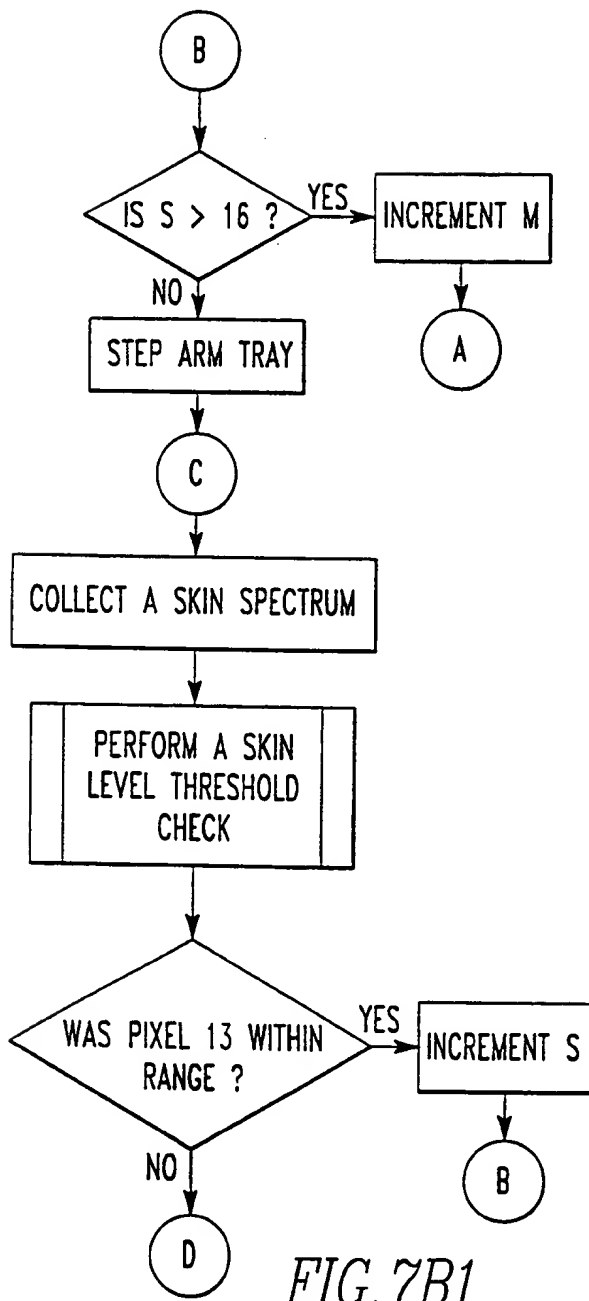 B
IS S > 16 ?
YES
INCREMENT M
NO
A
STEP ARM TRAY
C
COLLECT A SKIN SPECTRUM
PERFORM A SKIN
LEVEL THRESHOLD
CHECK
WAS PIXEL 13 WITHIN
RANGE ?
YES
INCREMENT S
NO
B
D
FIG. 7B1